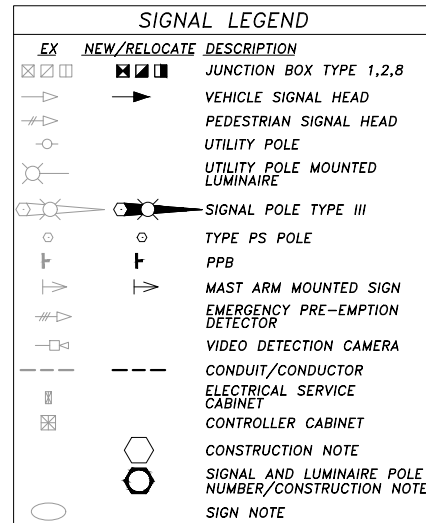 SIGNAL LEGEND
EX NEW/RELOCATE DESCRIPTION
JUNCTION BOX TYPE 1,2,8
VEHICLE SIGNAL HEAD
PEDESTRIAN SIGNAL HEAD
UTILITY POLE
UTILITY POLE MOUNTED
LUMINAIRE
SIGNAL POLE TYPE III
TYPE PS POLE
PPB
MAST ARM MOUNTED SIGN
EMERGENCY PRE-EMPTION
DETECTOR
VIDEO DETECTION CAMERA
CONDUIT/CONDUCTOR
ELECTRICAL SERVICE
CABINET
CONTROLLER CABINET
CONSTRUCTION NOTE
SIGNAL AND LUMINAIRE POLE
NUMBER/CONSTRUCTION NOTE
SIGN NOTE